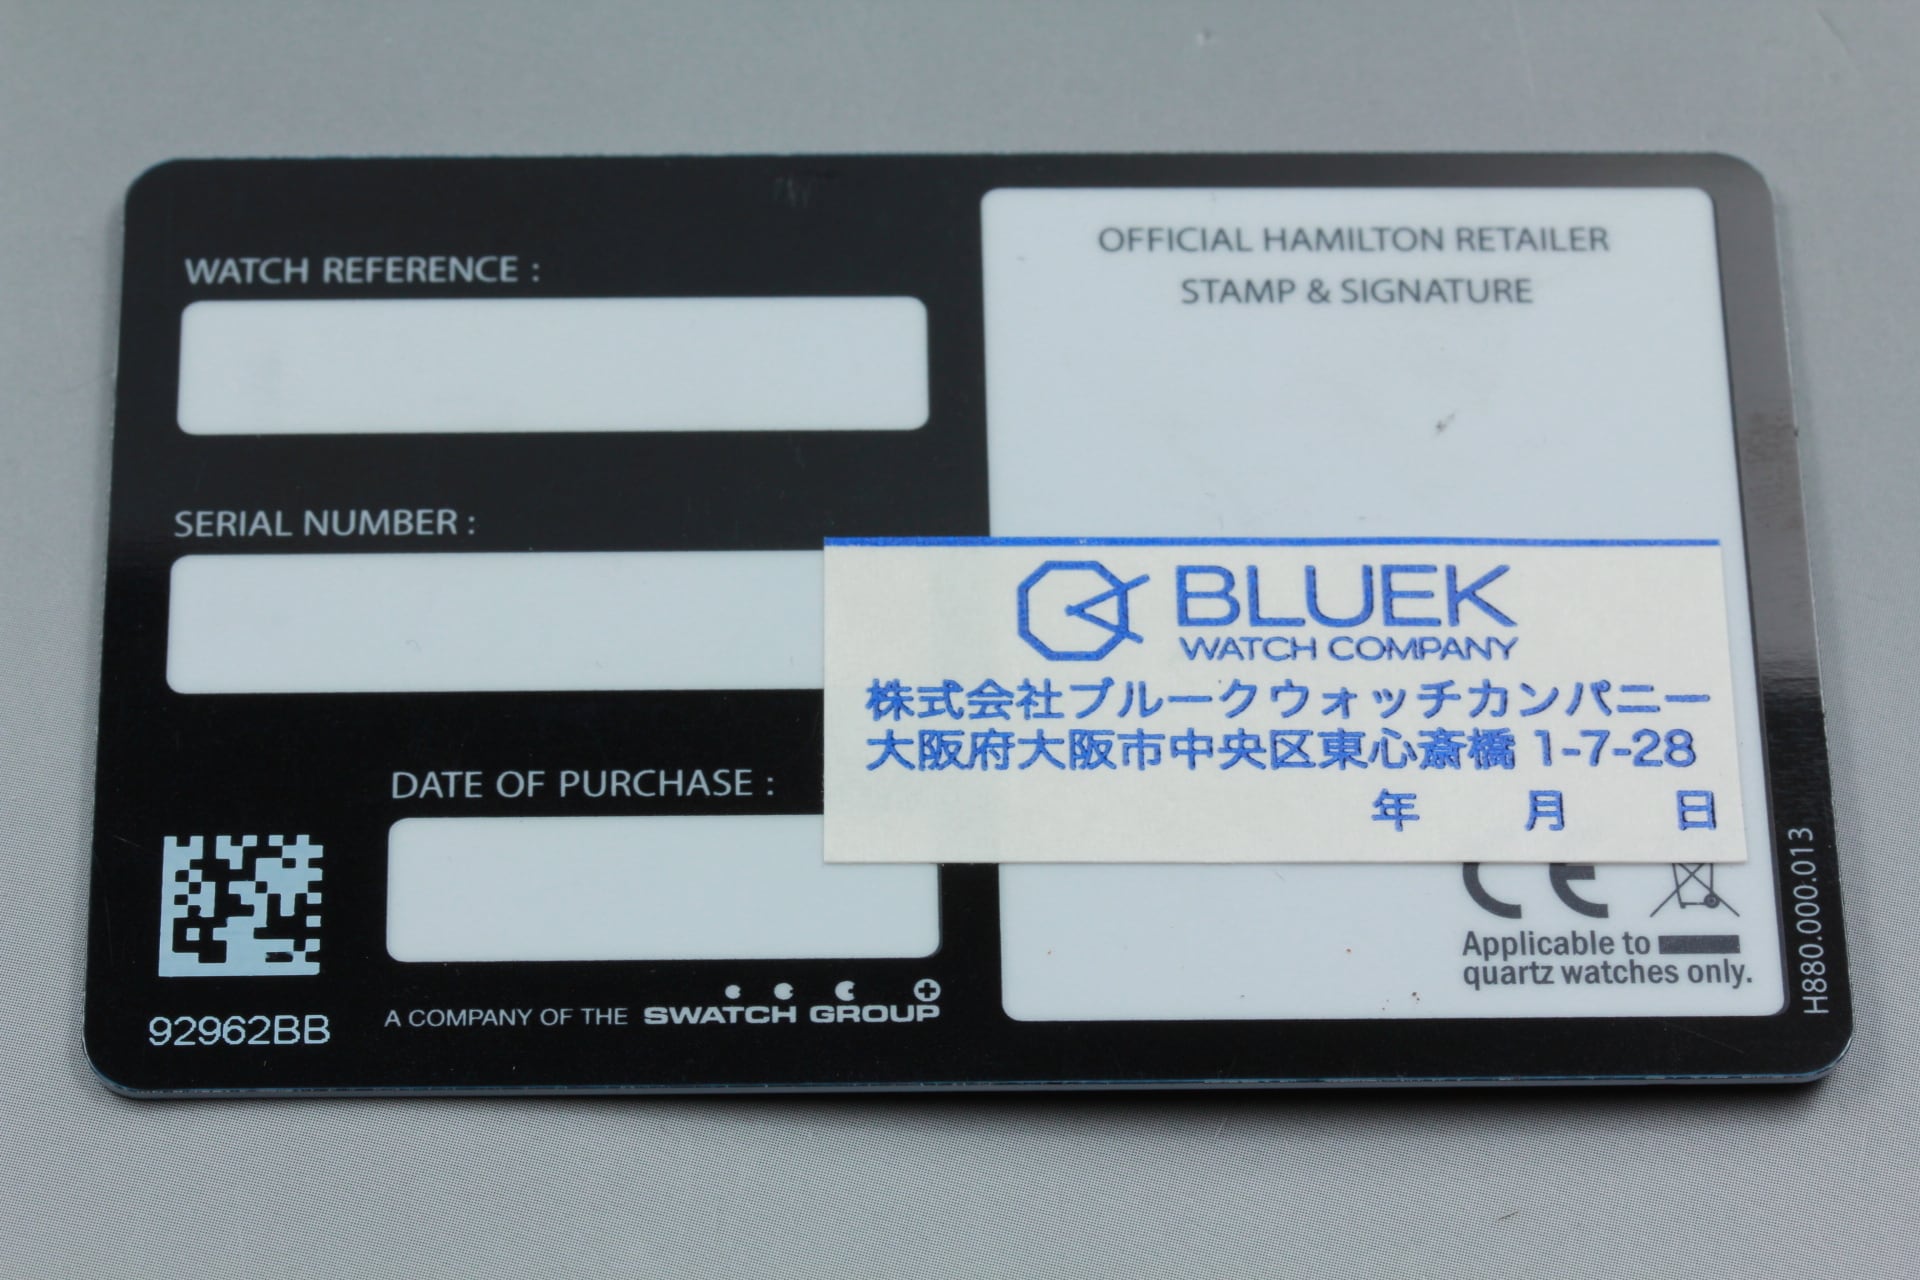 WATCH REFERENCE :
SERIAL NUMBER :
DATE OF PURCHASE :
92962BB
A COMPANY OF THE SWATCH GROUP
OFFICIAL HAMILTON RETAILER
STAMP & SIGNATURE
BLUEK
WATCH COMPANY
株式会社ブルークウォッチカンパニー
大阪府大阪市中央区東心斎橋 1-7-28
年 月 日
CE
Applicable to
quartz watches only.
H880.000.013